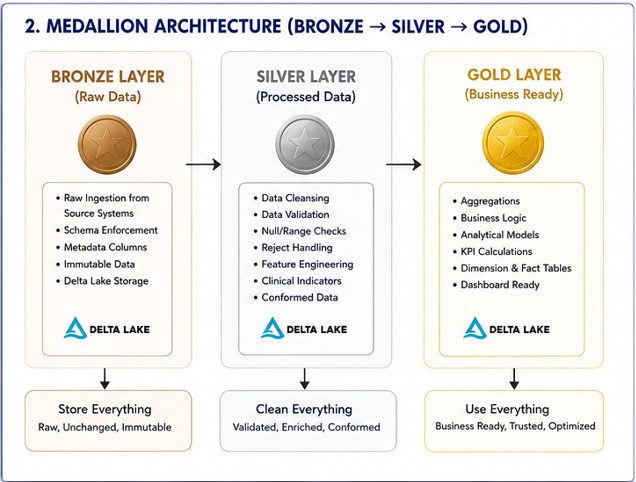 2. MEDALLION ARCHITECTURE (BRONZE → SILVER → GOLD)
BRONZE LAYER
(Raw Data)
• Raw Ingestion from
Source Systems
• Schema Enforcement
• Metadata Columns
• Immutable Data
• Delta Lake Storage
DELTA LAKE
Store Everything
Raw, Unchanged, Immutable
SILVER LAYER
(Processed Data)
• Data Cleansing
• Data Validation
• Null/Range Checks
• Reject Handling
• Feature Engineering
• Clinical Indicators
• Conformed Data
DELTA LAKE
Clean Everything
Validated, Enriched, Conformed
GOLD LAYER
(Business Ready)
• Aggregations
• Business Logic
• Analytical Models
• KPI Calculations
• Dimension & Fact Tables
• Dashboard Ready
DELTA LAKE
Use Everything
Business Ready, Trusted, Optimized